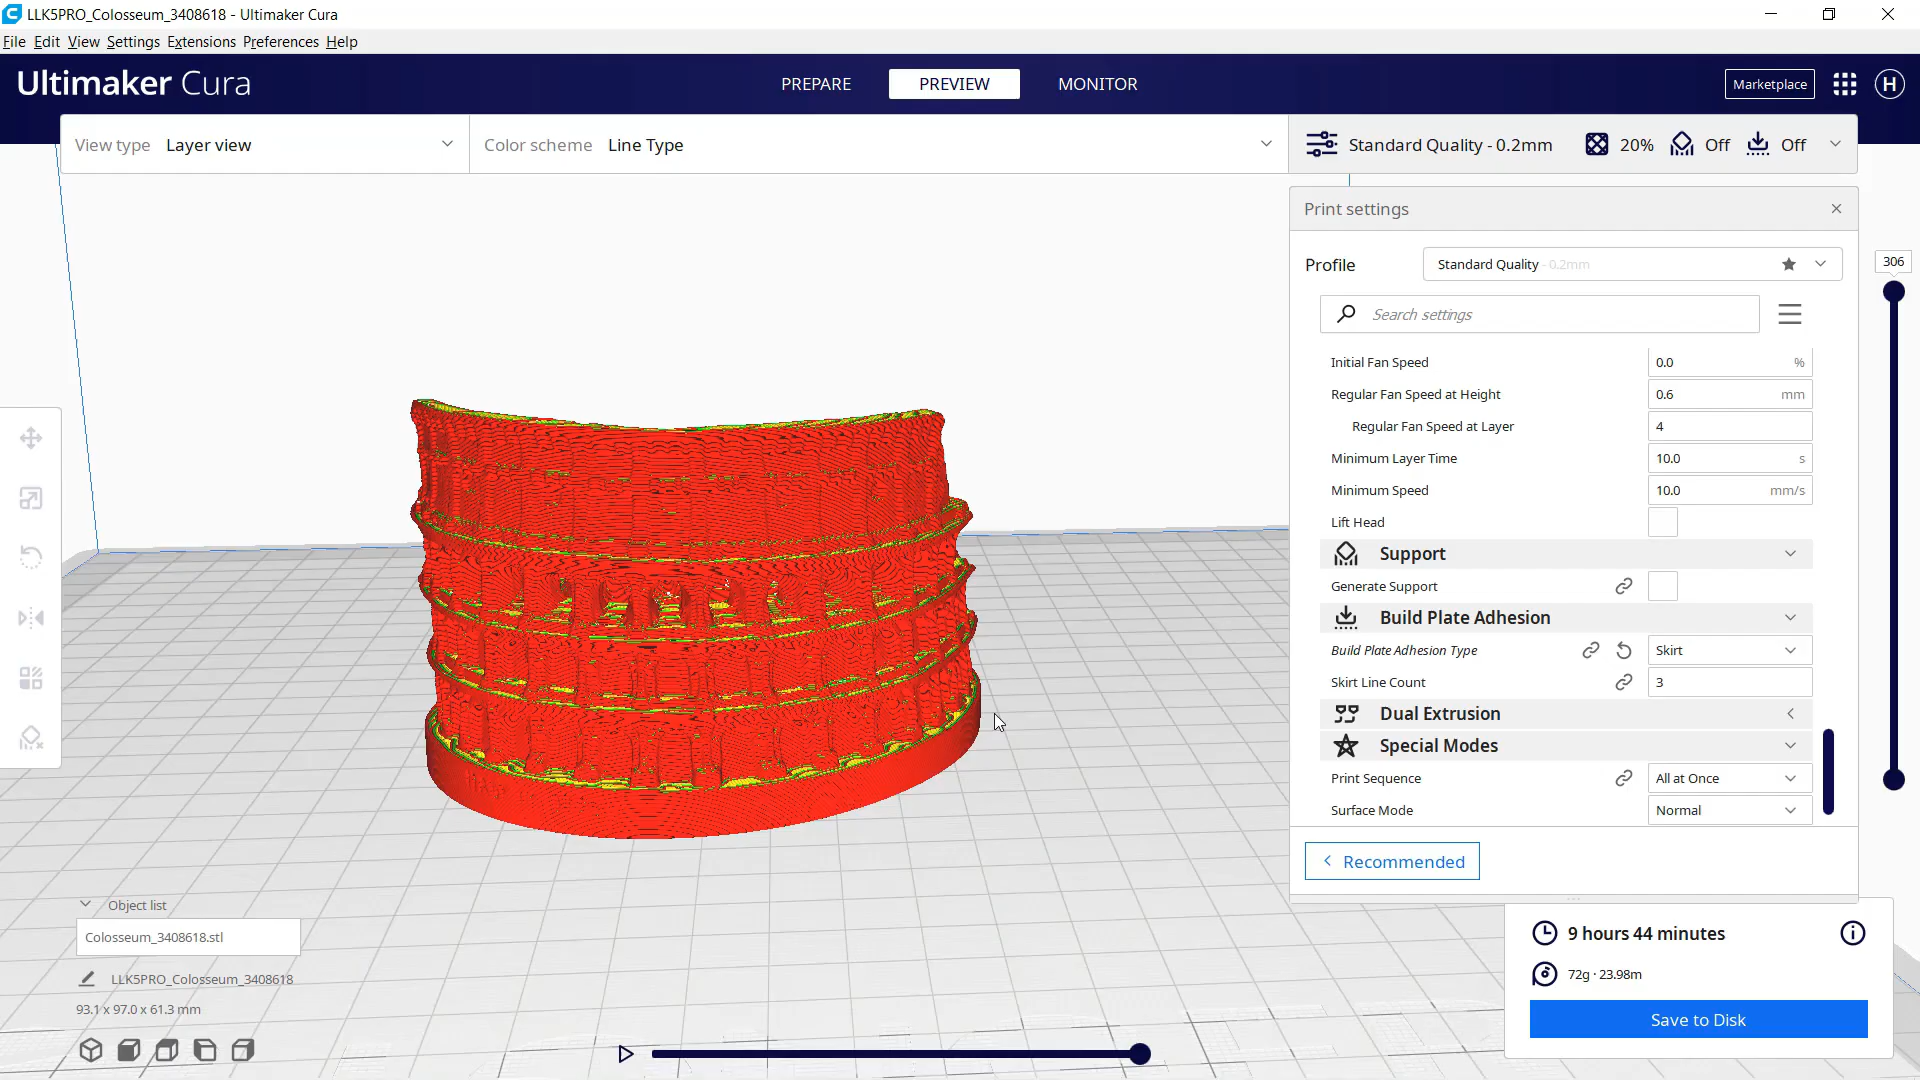 LLK5PRO_Colosseum_3408618 - Ultimaker Cura
File Edit View Settings Extensions Preferences Help
Ultimaker Cura
PREPARE PREVIEW MONITOR
Marketplace
H
View type Layer view
Color scheme Line Type
Standard Quality - 0.2mm 20% Off Off
Print settings
Profile Standard Quality - 0.2mm
306
Search settings
Initial Fan Speed 0.0 %
Regular Fan Speed at Height 0.6 mm
Regular Fan Speed at Layer 4
Minimum Layer Time 10.0 s
Minimum Speed 10.0 mm/s
Lift Head
Support
Generate Support
Build Plate Adhesion
Build Plate Adhesion Type Skirt
Skirt Line Count 3
Dual Extrusion
Special Modes
Print Sequence All at Once
Surface Mode Normal
Recommended
Object list
Colosseum_3408618.stl
LLK5PRO_Colosseum_3408618
93.1 x 97.0 x 61.3 mm
9 hours 44 minutes
72g · 23.98m
Save to Disk